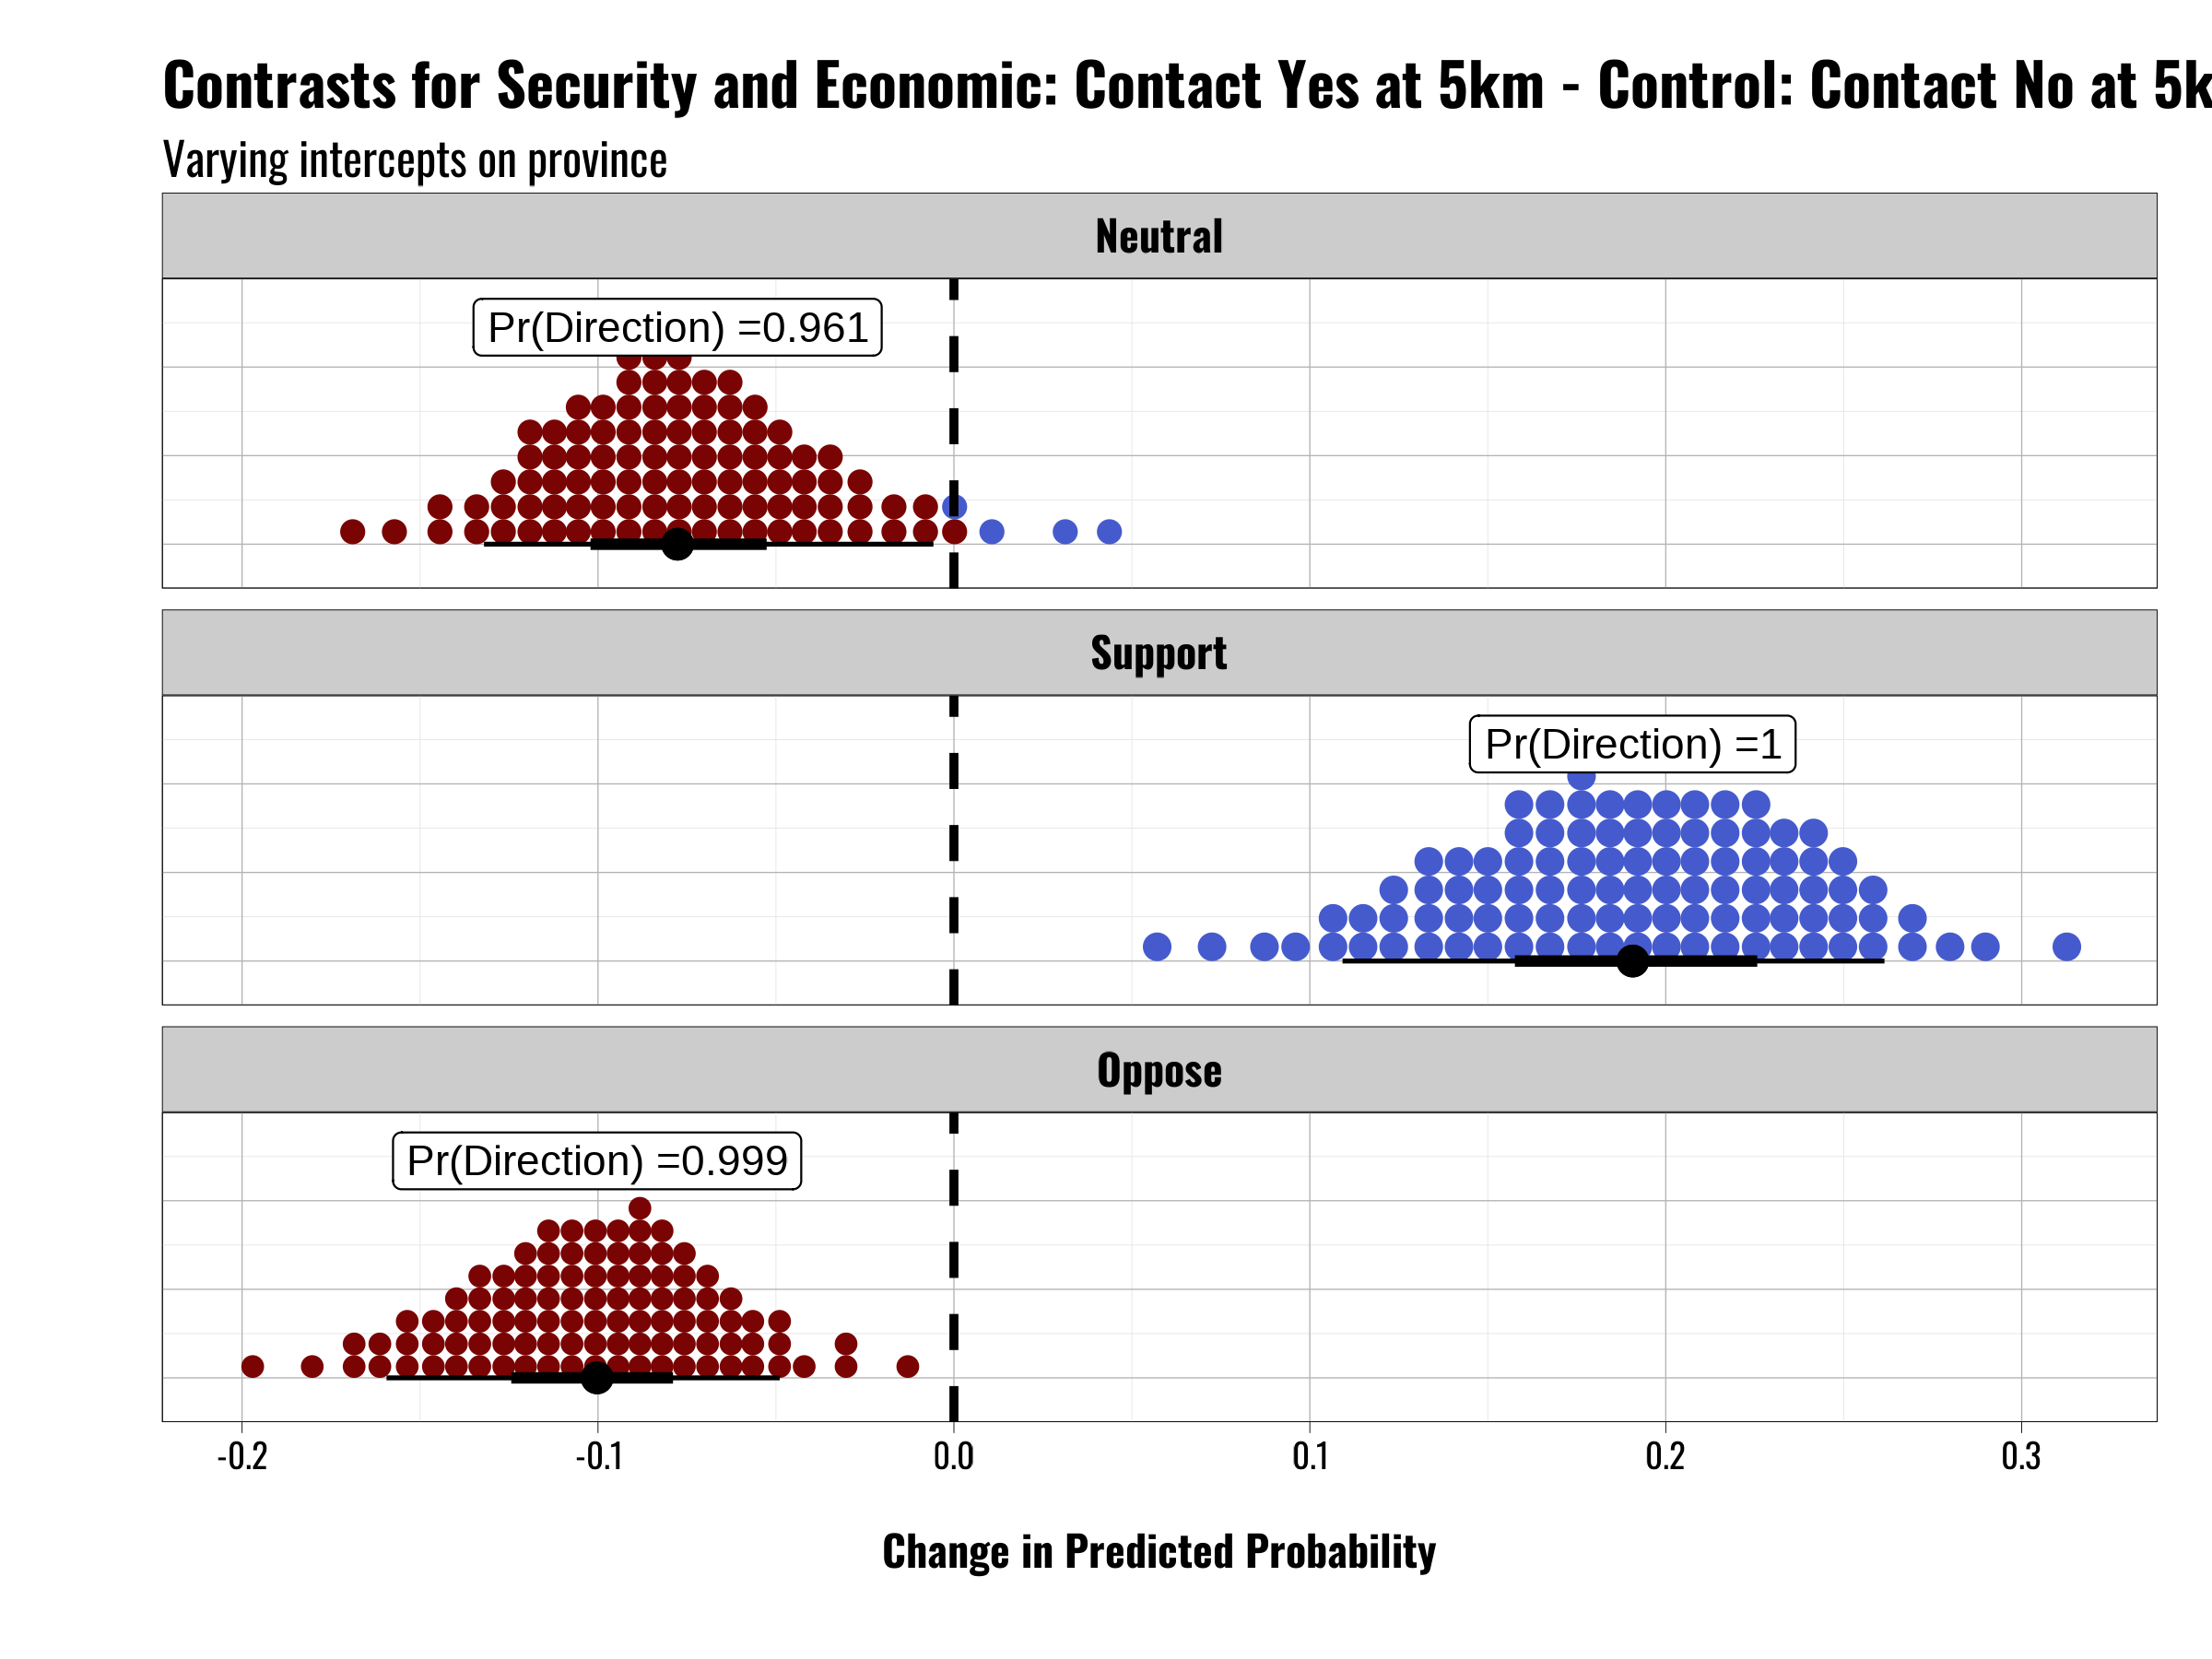 Contrasts for Security and Economic: Contact Yes at 5km - Control: Contact No at 5k
Varying intercepts on province
Neutral
Pr(Direction) =0.961
Support
Pr(Direction) =1
Oppose
Pr(Direction) =0.999
-0.2 -0.1 0.0 0.1 0.2 0.3
Change in Predicted Probability